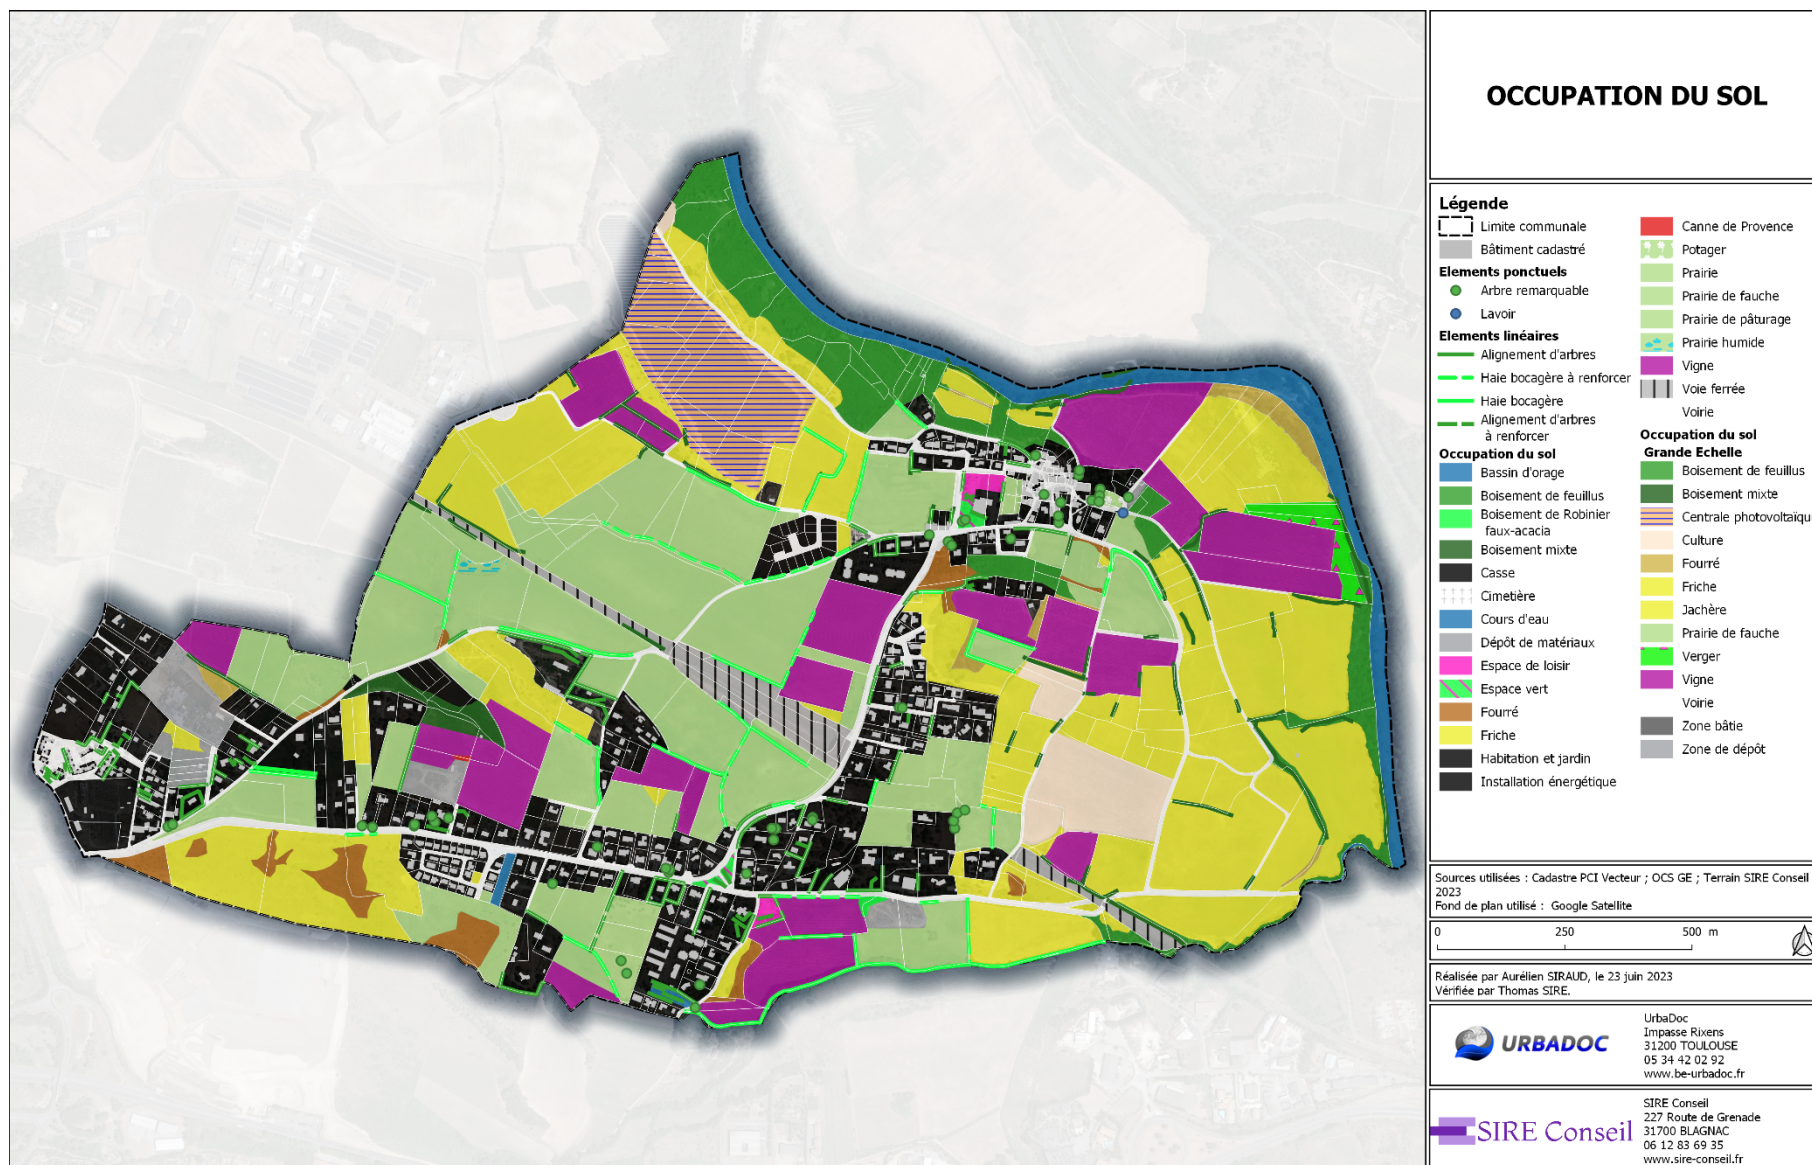 OCCUPATION DU SOL
Légende
Limite communale
Bâtiment cadastré
Elements ponctuels
Arbre remarquable
Lavoir
Elements linéaires
Alignement d'arbres
Haie bocagère à renforcer
Haie bocagère
Alignement d'arbres
à renforcer
Occupation du sol
Bassin d'orage
Boisement de feuillus
Boisement de Robinier
faux-acacia
Boisement mixte
Casse
Cimetière
Cours d'eau
Dépôt de matériaux
Espace de loisir
Espace vert
Fourré
Friche
Habitation et jardin
Installation énergétique
Canne de Provence
Potager
Prairie
Prairie de fauche
Prairie de pâturage
Prairie humide
Vigne
Voie ferrée
Voirie
Occupation du sol
Grande Echelle
Boisement de feuillus
Boisement mixte
Centrale photovoltaïqu
Culture
Fourré
Friche
Jachère
Prairie de fauche
Verger
Vigne
Voirie
Zone bâtie
Zone de dépôt
Sources utilisées : Cadastre PCI Vecteur ; OCS GE ; Terrain SIRE Conseil
2023
Fond de plan utilisé : Google Satellite
0 250 500 m
Réalisée par Aurélien SIRAUD, le 23 juin 2023
Vérifiée par Thomas SIRE.
URBADOC
UrbaDoc
Impasse Rixens
31200 TOULOUSE
05 34 42 02 92
www.be-urbadoc.fr
SIRE Conseil
SIRE Conseil
227 Route de Grenade
31700 BLAGNAC
06 12 83 69 35
www.sire-conseil.fr